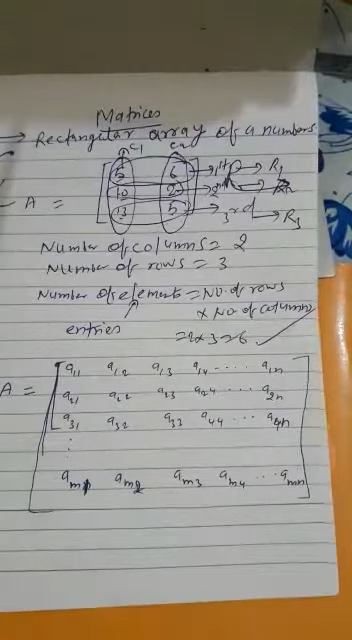 Matrices
→ Rectangular array of a numbers
C1 C2
5 6 → 1st → R1
A = 10 20 → 2nd → R2
13 5 → 3rd → R3
Number of columns = 2
Number of rows = 3
Number of elements = No. of rows
× No. of columns
entries = 2×3=6
A = a11 a12 a13 a14 .... a1n
a21 a22 a23 a24 .... a2n
a31 a32 a33 a44 ... a4n
⋮
am1 am2 am3 am4 ... amn